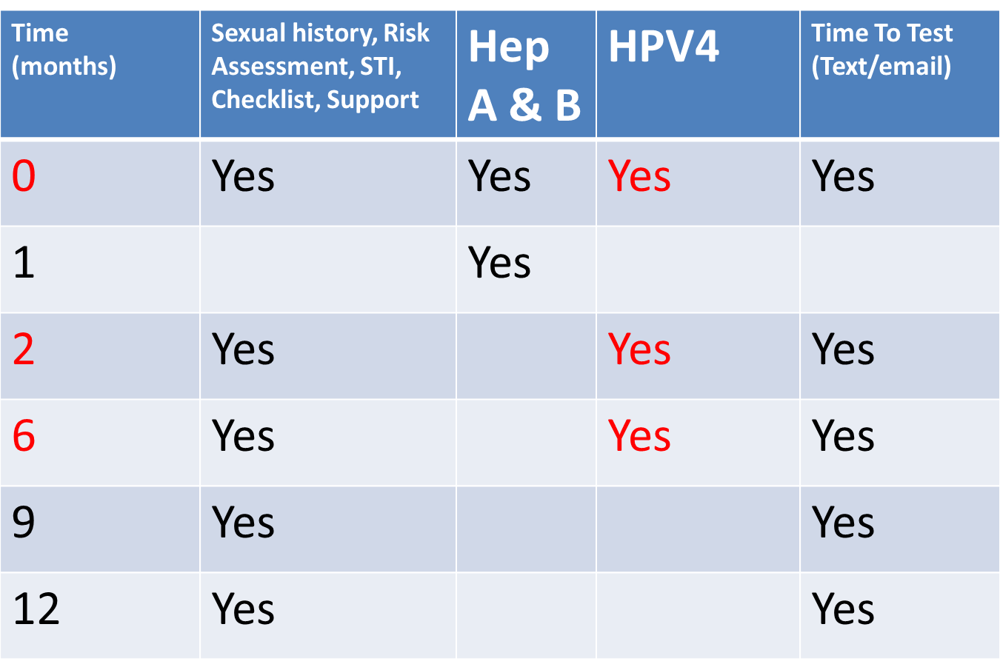 Time
(months)
Sexual history, Risk
Assessment, STI,
Checklist, Support
Hep
A & B
HPV4
Time To Test
(Text/email)
0 Yes Yes Yes Yes
1 Yes
2 Yes Yes Yes
6 Yes Yes Yes
9 Yes Yes
12 Yes Yes